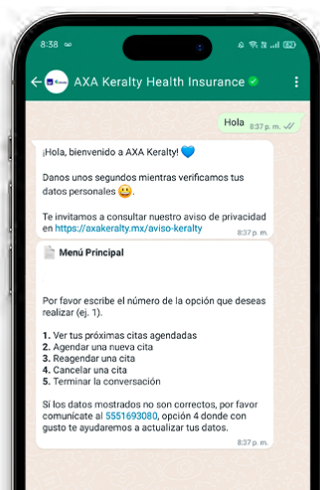 8:38
AXA Keralty Health Insurance
Hola
8:37 p. m.
¡Hola, bienvenido a AXA Keralty!
Danos unos segundos mientras verificamos tus
datos personales
Te invitamos a consultar nuestro aviso de privacidad
en https://axakeralty.mx/aviso-keralty
8:37 p. m.
Menú Principal
Por favor escribe el número de la opción que deseas
realizar (ej. 1).
1. Ver tus próximas citas agendadas
2. Agendar una nueva cita
3. Reagendar una cita
4. Cancelar una cita
5. Terminar la conversación
Sí los datos mostrados no son correctos, por favor
comunícate al 5551693080, opción 4 donde con
gusto te ayudaremos a actualizar tus datos.
8:37 p. m.